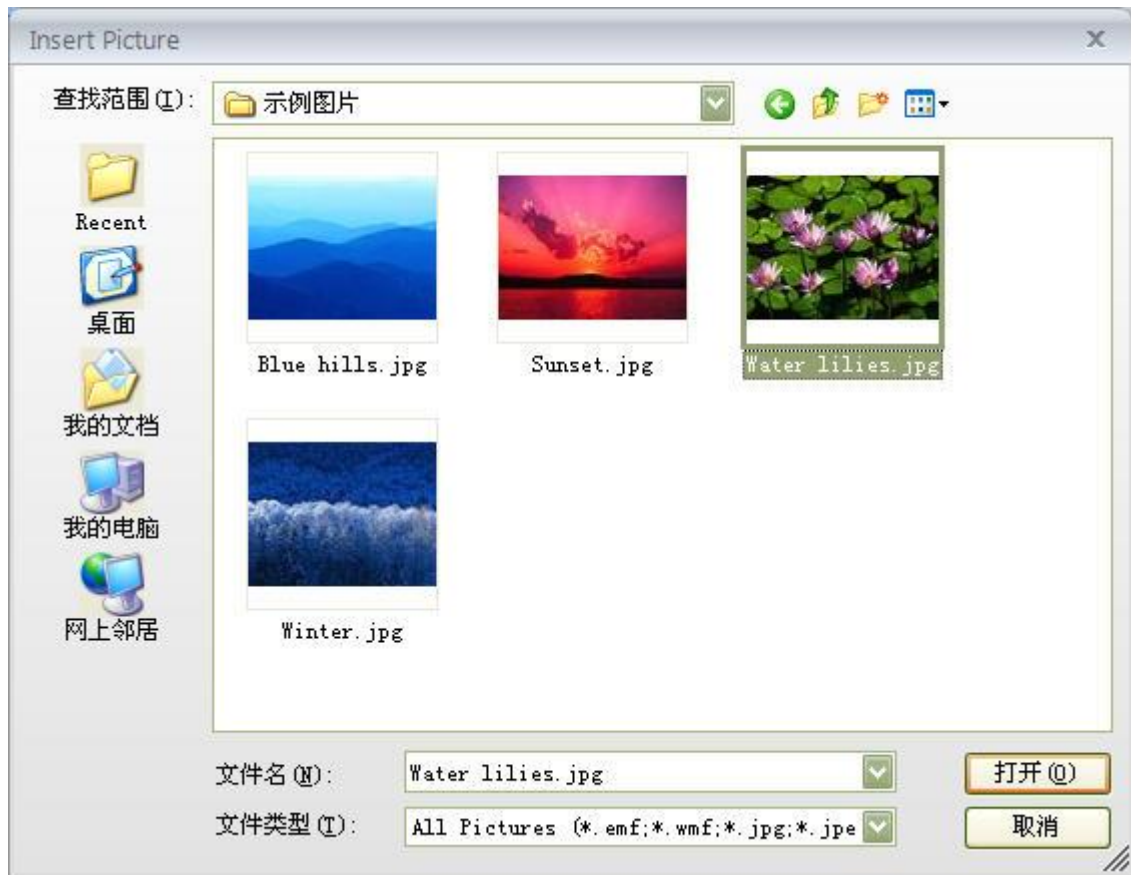 Insert Picture
查找范围(I):
示例图片
Recent
桌面
我的文档
我的电脑
网上邻居
Blue hills.jpg
Sunset.jpg
Water lilies.jpg
Winter.jpg
文件名(N):
Water lilies.jpg
打开(O)
文件类型(T):
All Pictures (*.emf;*.wmf;*.jpg;*.jpe
取消